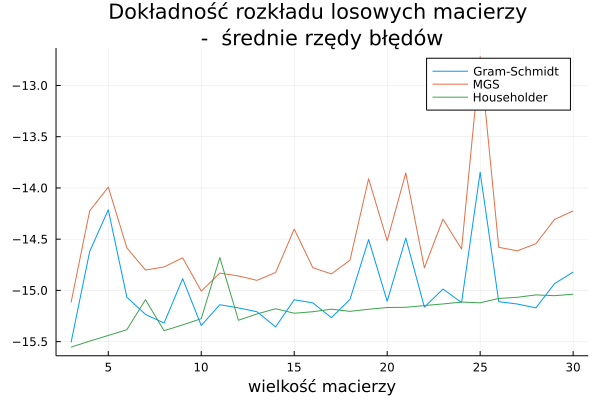 Dokładność rozkładu losowych macierzy
- średnie rzędy błędów
Gram-Schmidt
MGS
Householder
−13.0
−13.5
−14.0
−14.5
−15.0
−15.5
5
10
15
20
25
30
wielkość macierzy